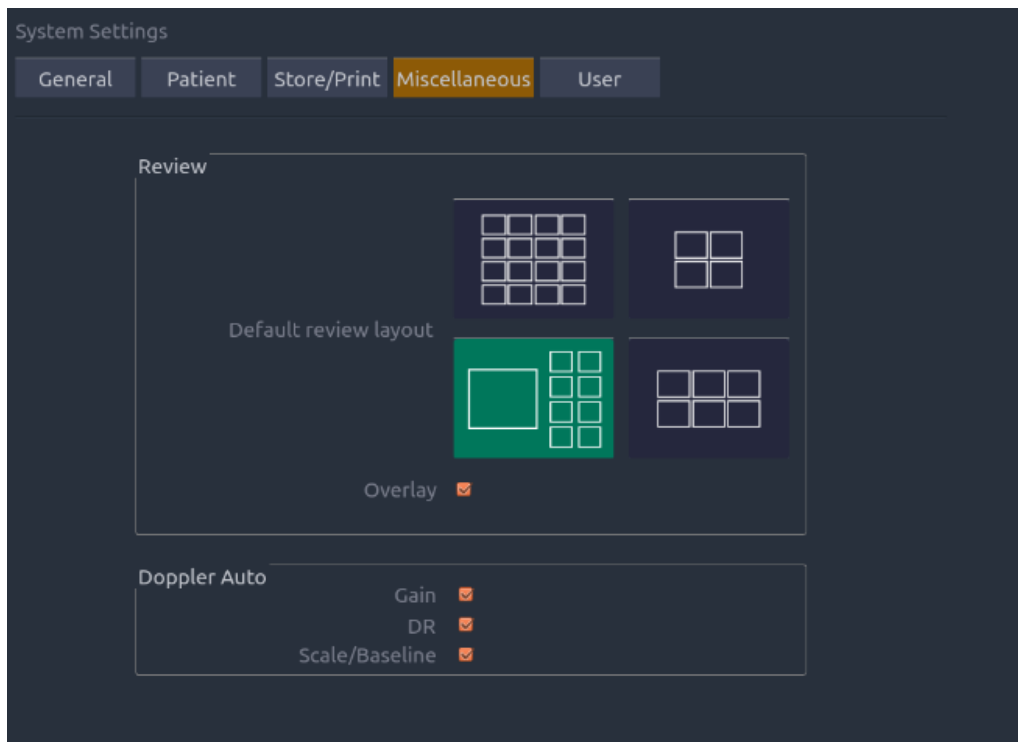 System Settings
General Patient Store/Print Miscellaneous User
Review
Default review layout
Overlay
Doppler Auto
Gain
DR
Scale/Baseline